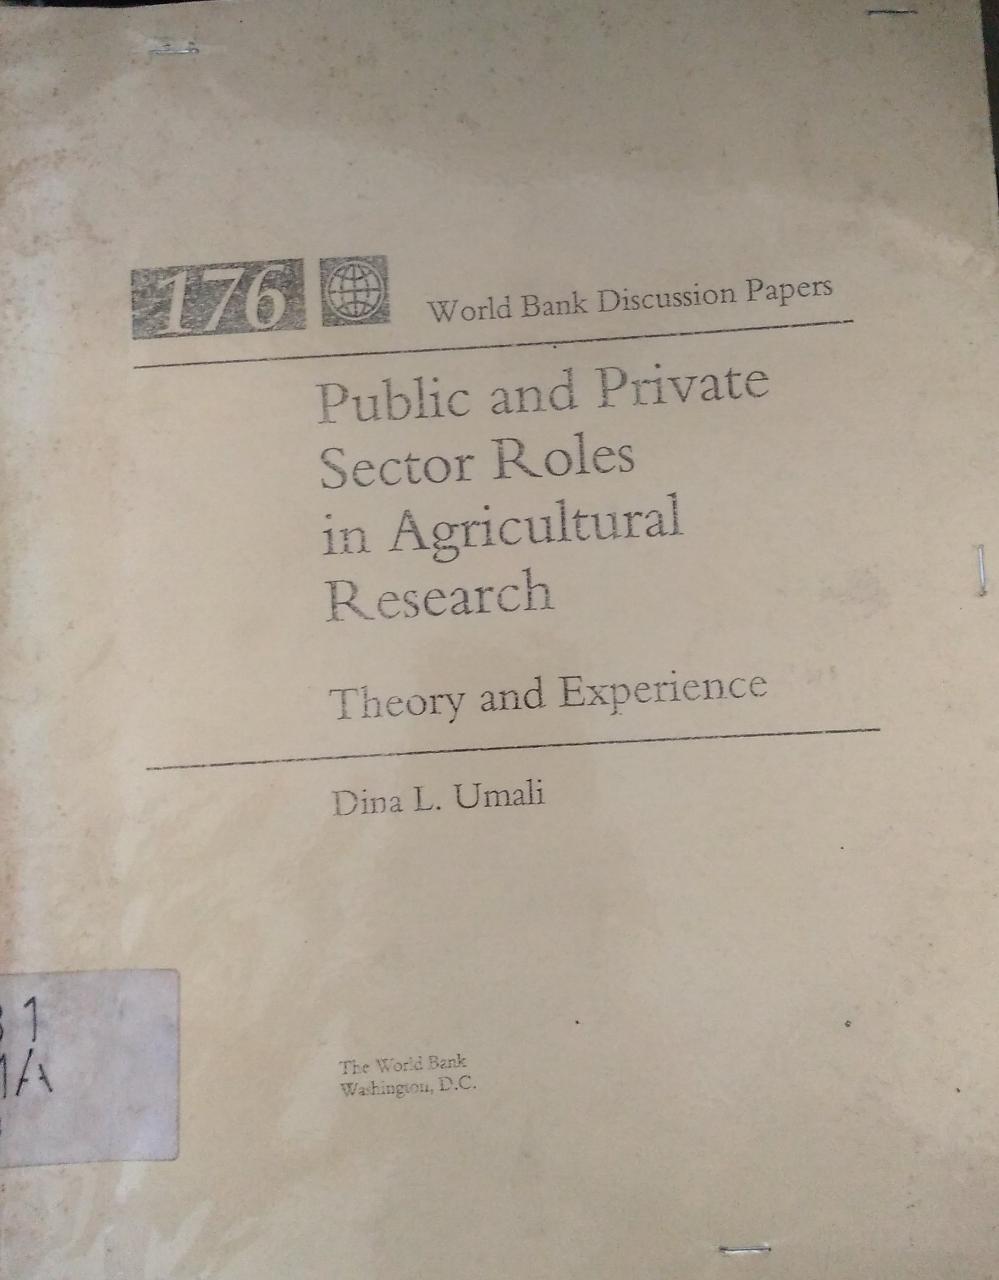 176
World Bank Discussion Papers
Public and Private
Sector Roles
in Agricultural
Research
Theory and Experience
Dina L. Umali
The World Bank
Washington, D.C.
1
/A